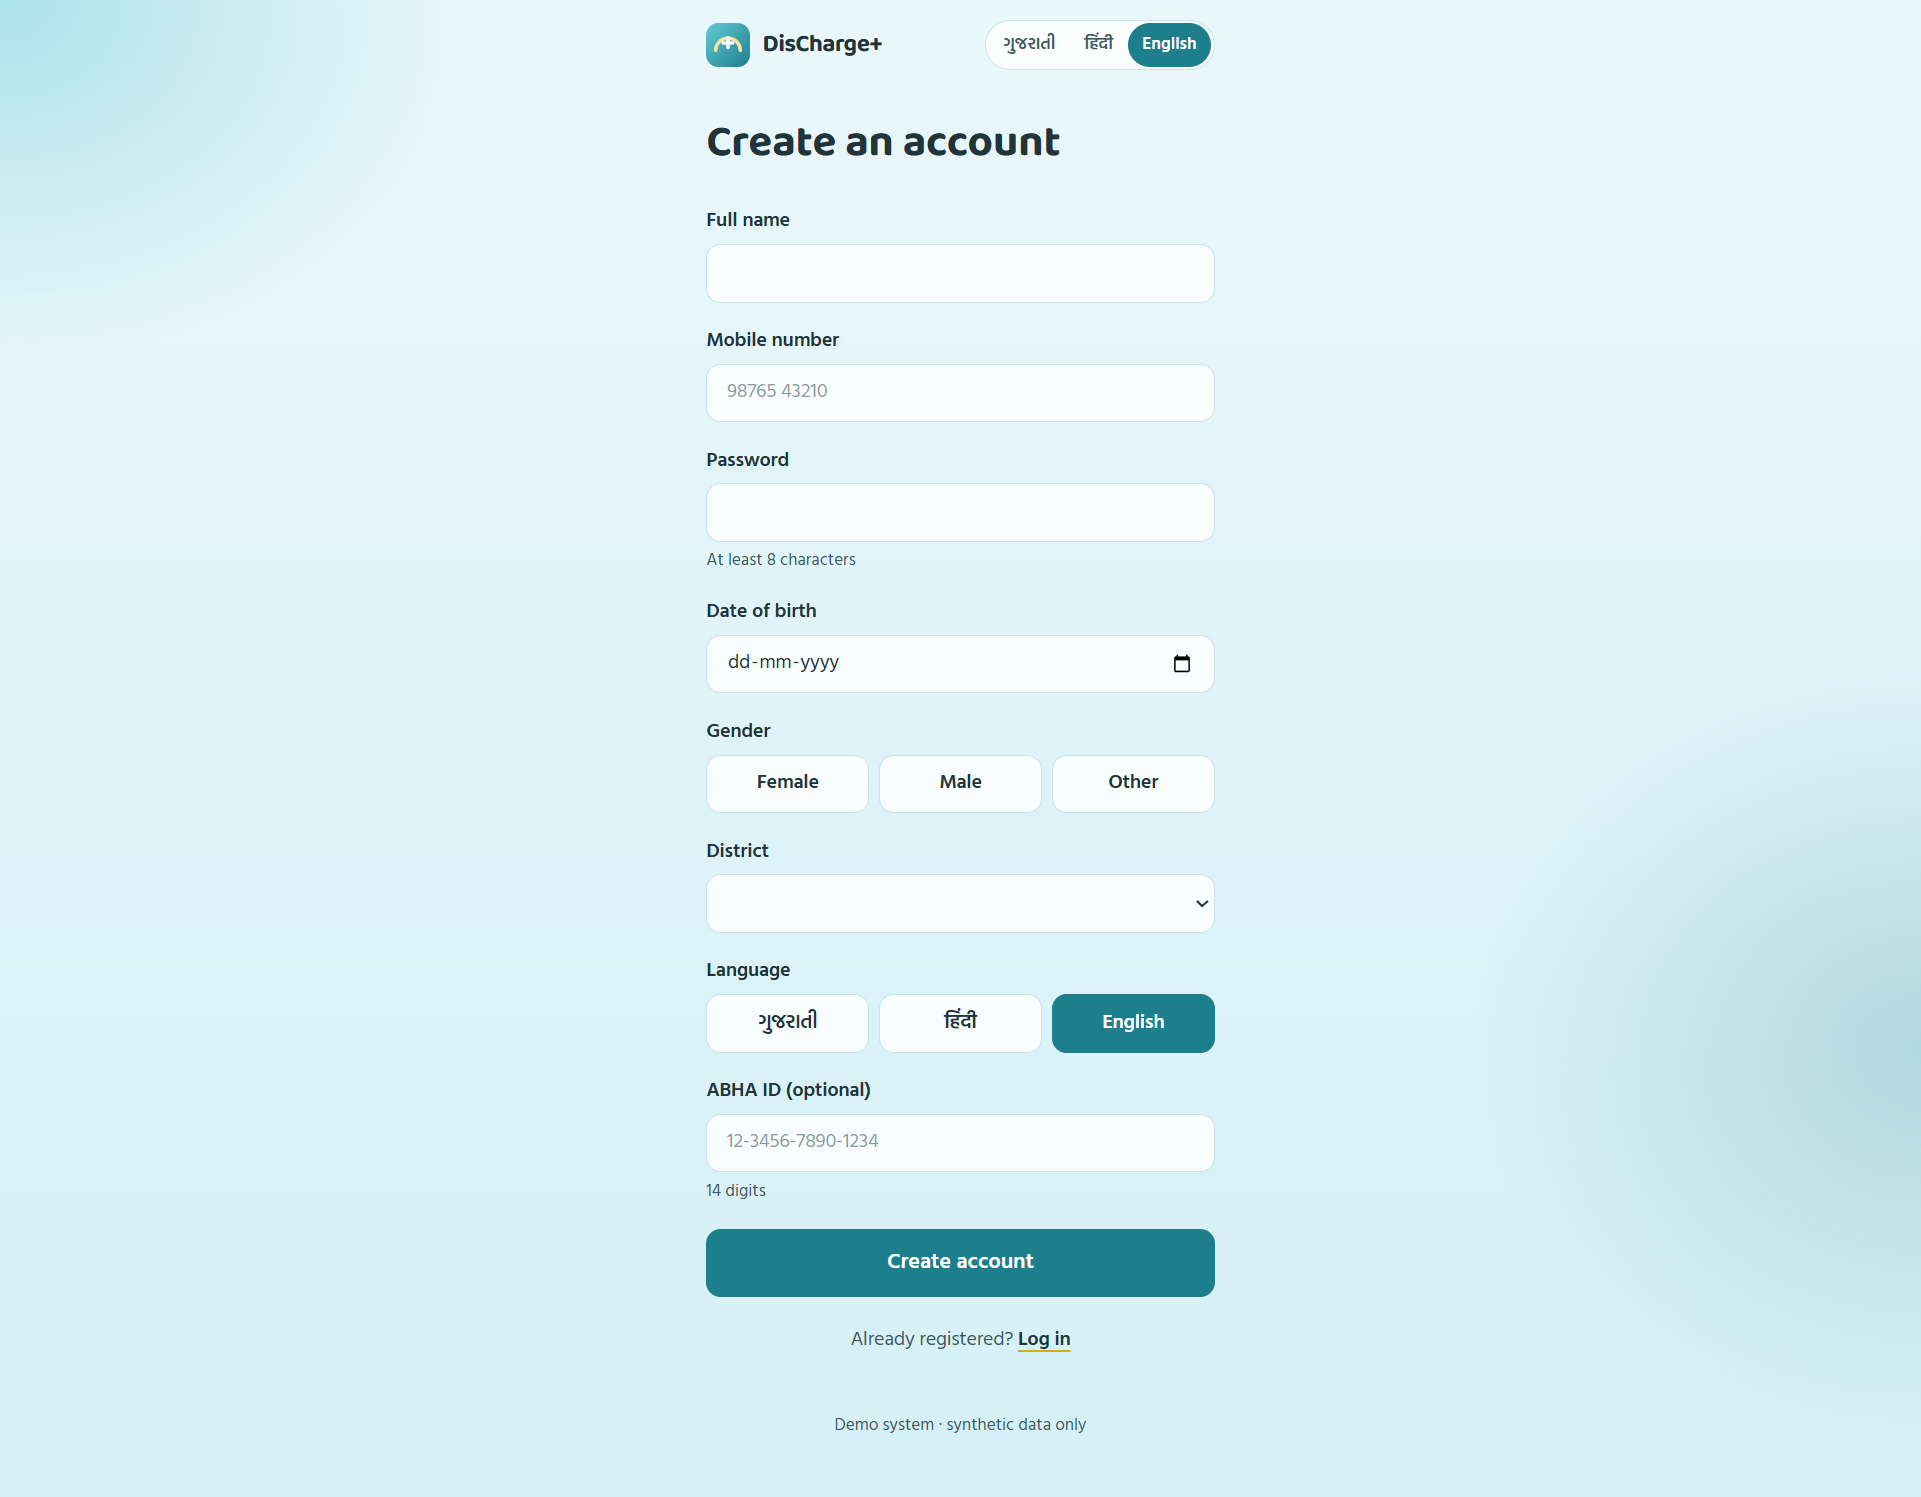 DisCharge+
ગુજરાતી हिंदी English
Create an account
Full name
Mobile number
98765 43210
Password
At least 8 characters
Date of birth
dd-mm-yyyy
Gender
Female Male Other
District
Language
ગુજરાતી हिंदी English
ABHA ID (optional)
12-3456-7890-1234
14 digits
Create account
Already registered? Log in
Demo system · synthetic data only